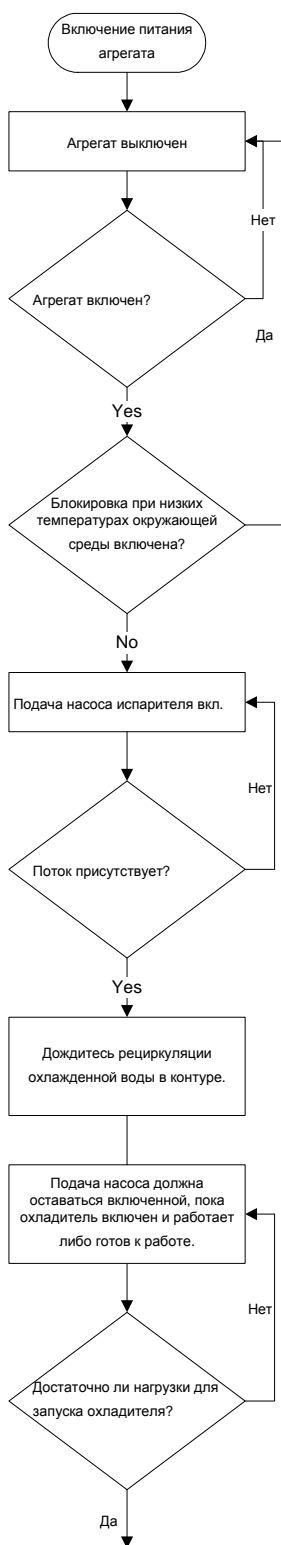 Включение питания
агрегата
Агрегат выключен
Нет
Агрегат включен?
Да
Yes
Блокировка при низких
температурах окружающей
среды включена?
No
Подача насоса испарителя вкл.
Нет
Поток присутствует?
Yes
Дождитесь рециркуляции
охлажденной воды в контуре.
Подача насоса должна
оставаться включенной, пока
охладитель включен и работает
либо готов к работе.
Нет
Достаточно ли нагрузки для
запуска охладителя?
Да